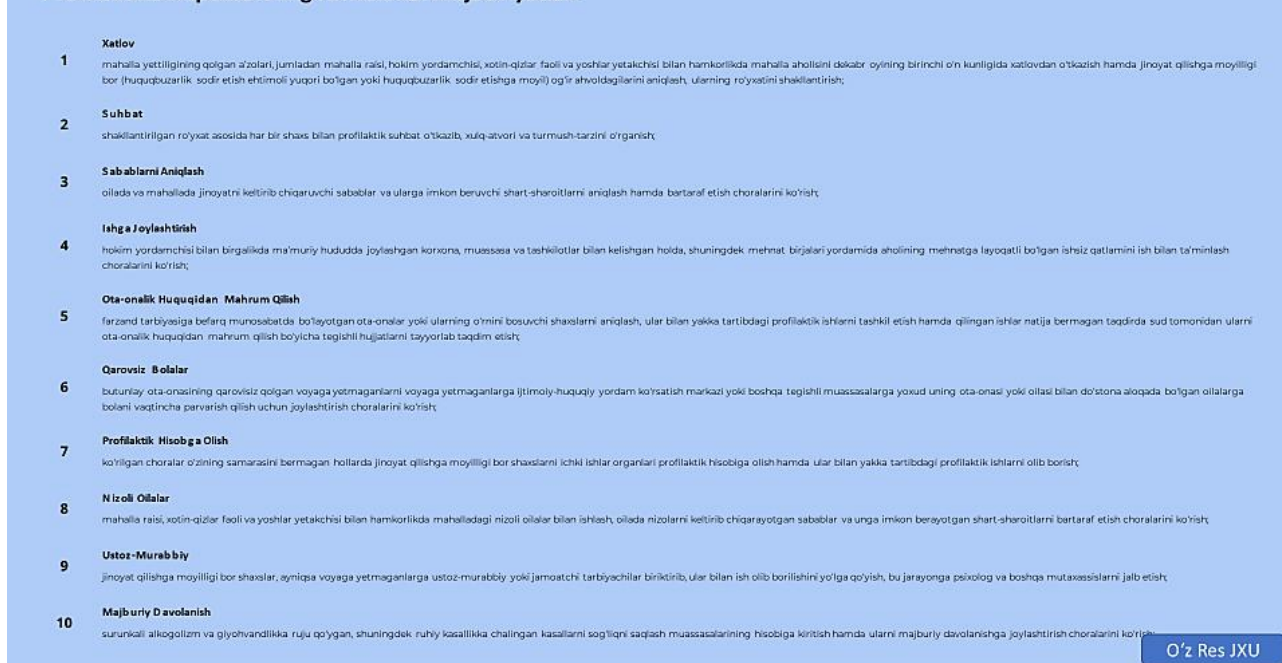 1
Xatlov
mahalla yettiligining qolgan a'zolari, jumladan mahalla raisi, hokim yordamchisi, xotin-qizlar faoli va yoshlar yetakchisi bilan hamkorlikda mahalla aholisini dekabr oyining birinchi o'n kunligida xatlovdan o'tkazish hamda jinoyat qilishga moyilligi
bor (huquqbuzarlik sodir etish ehtimoli yuqori bo'lgan yoki huquqbuzarlik sodir etishga moyil) og'ir ahvoldagilarini aniqlash, ularning ro'yxatini shakllantirish;
2
Suhbat
shakllantirilgan ro'yxat asosida har bir shaxs bilan profilaktik suhbat o'tkazib, xulq-atvori va turmush-tarzini o'rganish;
3
Sabablarni Aniqlash
oilada va mahallada jinoyatni keltirib chiqaruvchi sabablar va ularga imkon beruvchi shart-sharoitlarni aniqlash hamda bartaraf etish choralarini ko'rish;
4
Ishga Joylashtirish
hokim yordamchisi bilan birgalikda ma'muriy hududda joylashgan korxona, muassasa va tashkilotlar bilan kelishgan holda, shuningdek mehnat birjalari yordamida aholining mehnatga layoqatli bo'lgan ishsiz qatlamini ish bilan ta'minlash
choralarini ko'rish;
5
Ota-onalik Huquqidan Mahrum Qilish
farzand tarbiyasiga befarq munosabatda bo'layotgan ota-onalar yoki ularning o'rnini bosuvchi shaxslarni aniqlash, ular bilan yakka tartibdagi profilaktik ishlarni tashkil etish hamda qilingan ishlar natija bermagan taqdirda sud tomonidan ularni
ota-onalik huquqidan mahrum qilish bo'yicha tegishli hujjatlarni tayyorlab taqdim etish;
6
Qarovsiz Bolalar
butunlay ota-onasining qarovisiz qolgan voyaga yetmaganlarni voyaga yetmaganlarga ijtimoiy-huquqiy yordam ko'rsatish markazi yoki boshqa tegishli muassasalarga yoxud uning ota-onasi yoki oilasi bilan do'stona aloqada bo'lgan oilalarga
bolani vaqtincha parvarish qilish uchun joylashtirish choralarini ko'rish;
7
Profilaktik Hisobga Olish
ko'rilgan choralar o'zining samarasini bermagan hollarda jinoyat qilishga moyilligi bor shaxslarni ichki ishlar organlari profilaktik hisobiga olish hamda ular bilan yakka tartibdagi profilaktik ishlarni olib borish;
8
Nizoli Oilalar
mahalla raisi, xotin-qizlar faoli va yoshlar yetakchisi bilan hamkorlikda mahalladagi nizoli oilalar bilan ishlash, oilada nizolarni keltirib chiqarayotgan sabablar va unga imkon berayotgan shart-sharoitlarni bartaraf etish choralarini ko'rish;
9
Ustoz-Murabbiy
jinoyat qilishga moyilligi bor shaxslar, ayniqsa voyaga yetmaganlarga ustoz-murabbiy yoki jamoatchi tarbiyachilar biriktirib, ular bilan ish olib borilishini yo'lga qo'yish, bu jarayonga psixolog va boshqa mutaxassislarni jalb etish;
10
Majburiy Davolanish
surunkali alkogolizm va giyohvandlikka ruju qo'ygan, shuningdek ruhiy kasallikka chalingan kasallarni sog'liqni saqlash muassasalarining hisobiga kiritish hamda ularni majburiy davolanishga joylashtirish choralarini ko'rish;
O'z Res JXU